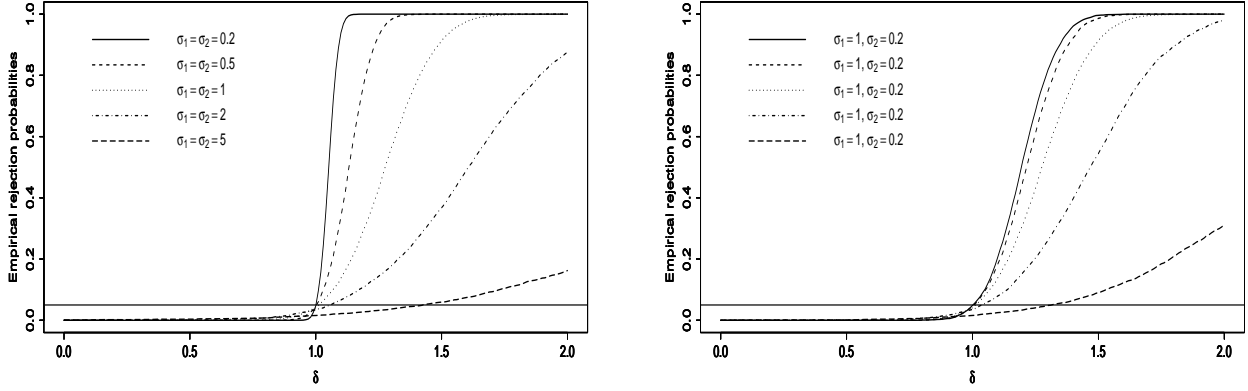 Empirical rejection probabilities
1.0
0.8
0.6
0.4
0.2
0.0
σ₁ = σ₂ = 0.2
σ₁ = σ₂ = 0.5
σ₁ = σ₂ = 1
σ₁ = σ₂ = 2
σ₁ = σ₂ = 5
0.0 0.5 1.0 1.5 2.0
δ
Empirical rejection probabilities
1.0
0.8
0.6
0.4
0.2
0.0
σ₁ = 1, σ₂ = 0.2
σ₁ = 1, σ₂ = 0.2
σ₁ = 1, σ₂ = 0.2
σ₁ = 1, σ₂ = 0.2
σ₁ = 1, σ₂ = 0.2
0.0 0.5 1.0 1.5 2.0
δ